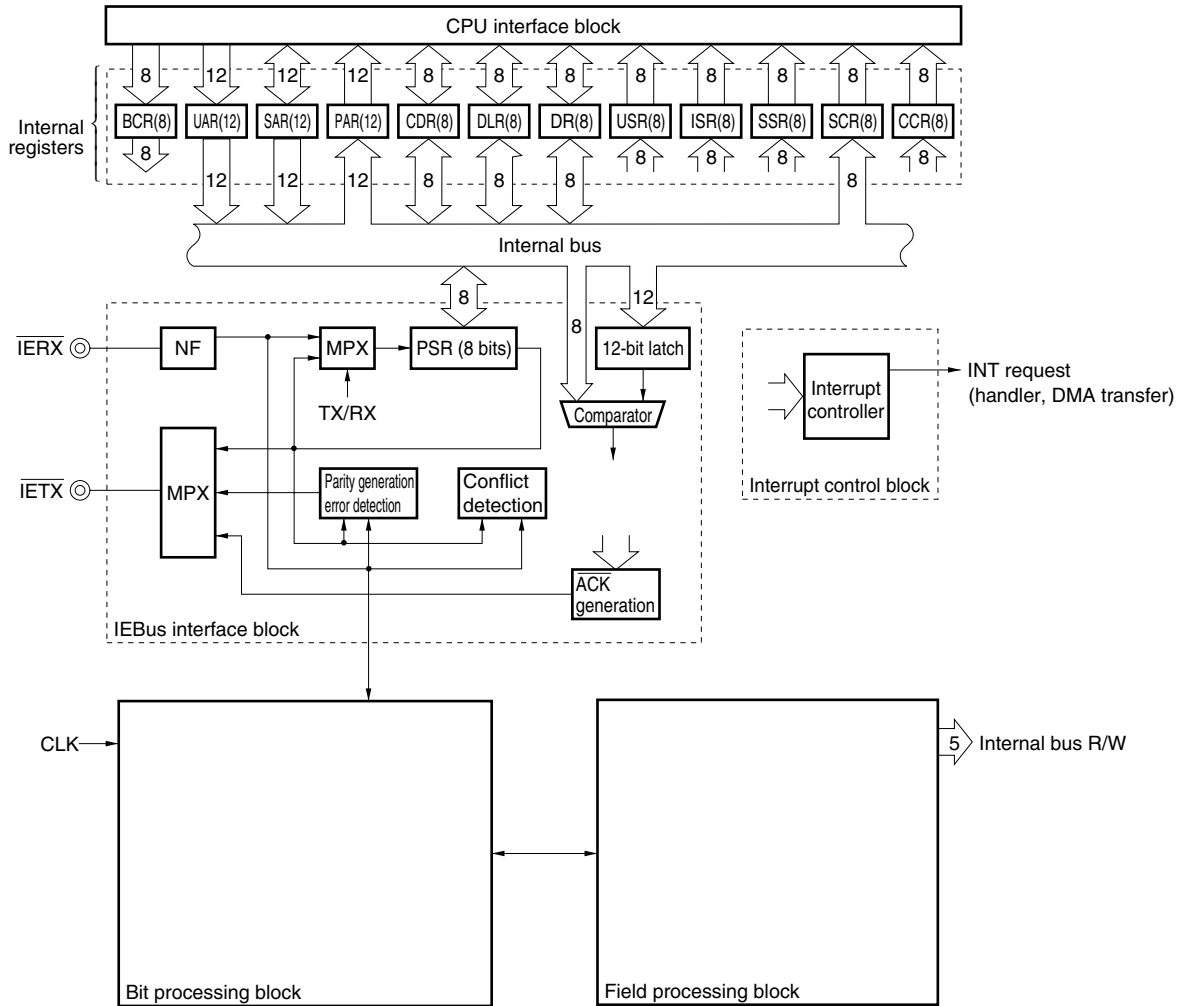 CPU interface block
8 12 12 12 8 8 8 8 8 8 8 8
Internal
registers
BCR(8) UAR(12) SAR(12) PAR(12) CDR(8) DLR(8) DR(8) USR(8) ISR(8) SSR(8) SCR(8) CCR(8)
8 8 8 8 8
12 12 12 8 8 8 8
Internal bus
8 8 12
IERX NF MPX PSR (8 bits) 12-bit latch
TX/RX
Comparator
Interrupt
controller
INT request
(handler, DMA transfer)
Interrupt control block
IETX MPX
Parity generation
error detection
Conflict
detection
ACK
generation
IEBus interface block
CLK
5 Internal bus R/W
Bit processing block
Field processing block